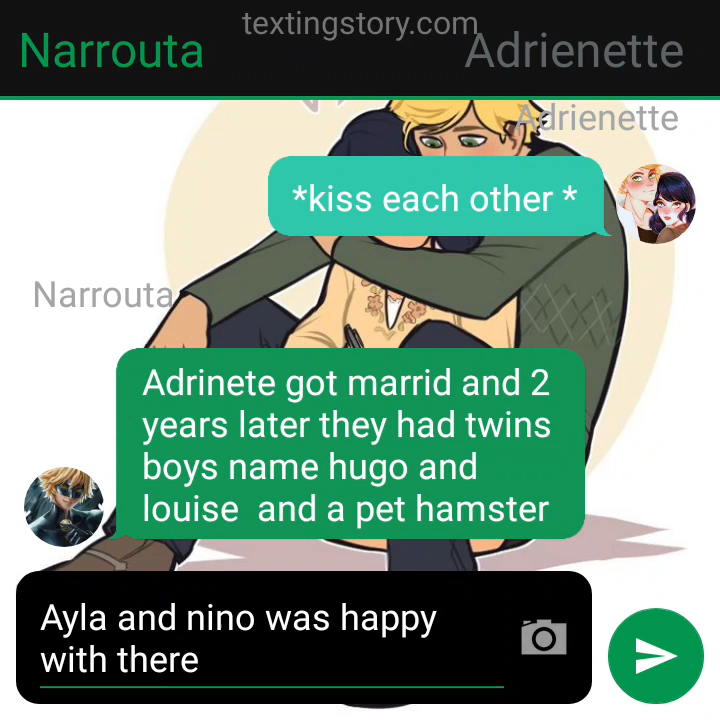 textingstory.com
Narrouta
Adrienette
Adrienette
*kiss each other *
Narrouta
Adrinete got marrid and 2
years later they had twins
boys name hugo and
louise  and a pet hamster
Ayla and nino was happy
with there